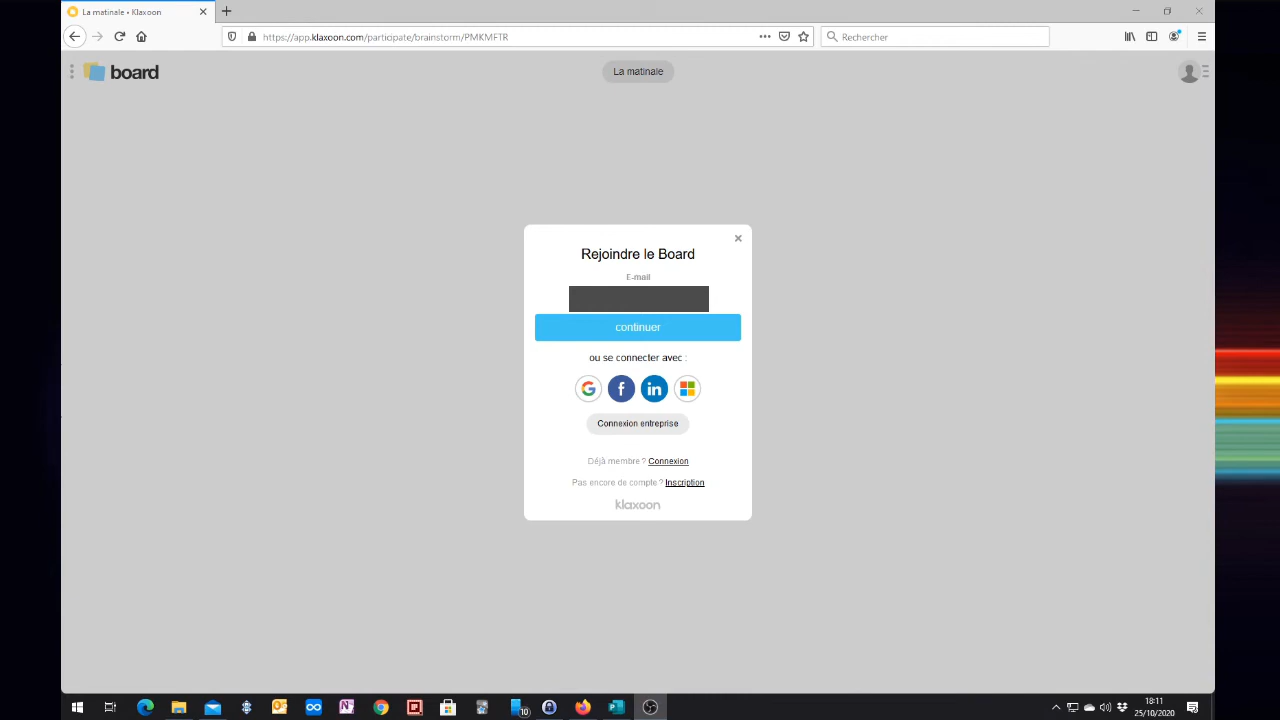 La matinale • Klaxoon
https://app.klaxoon.com/participate/brainstorm/PMKMFTR
Rechercher
board
La matinale
Rejoindre le Board
E-mail
continuer
ou se connecter avec :
G f in
Connexion entreprise
Déjà membre ? Connexion
Pas encore de compte ? Inscription
klaxoon
10
18:11
25/10/2020